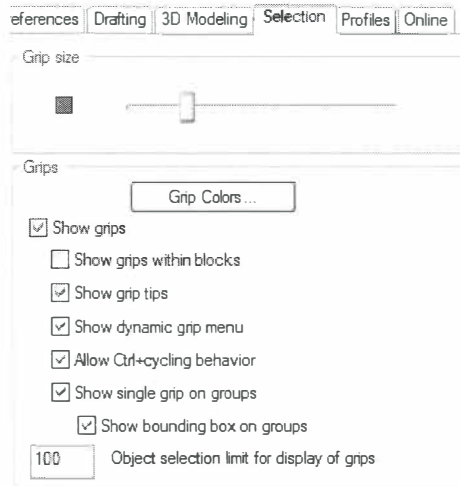 eferences Drafting 3D Modeling Selection Profiles Online
Grip size
Grips
Grip Colors...
Show grips
Show grips within blocks
Show grip tips
Show dynamic grip menu
Allow Ctrl+cycling behavior
Show single grip on groups
Show bounding box on groups
100 Object selection limit for display of grips